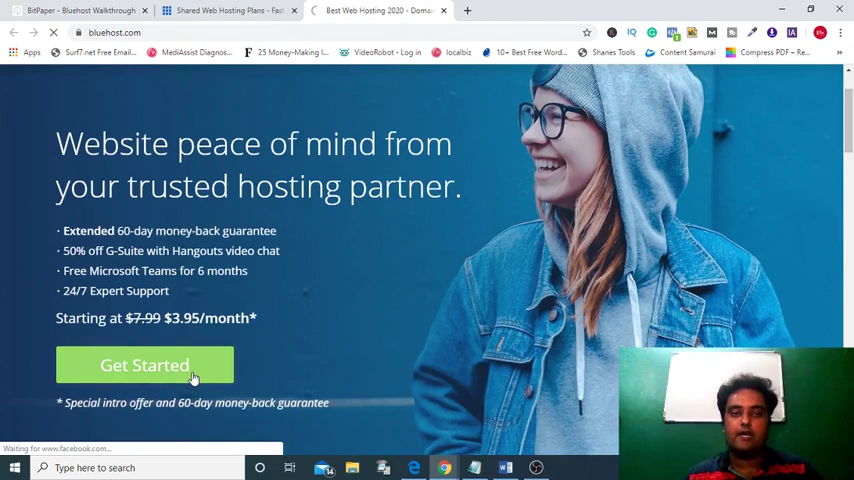 BitPaper - Bluehost Walkthrough
Shared Web Hosting Plans - Fast
Best Web Hosting 2020 - Domai
bluehost.com
Apps
Surf7.net Free Email...
MediAssist Diagnos...
25 Money-Making I...
VideoRobot - Log in
localbiz
10+ Best Free Word...
Shanes Tools
Content Samurai
Compress PDF – Re...
Website peace of mind from
your trusted hosting partner.
· Extended 60-day money-back guarantee
· 50% off G-Suite with Hangouts video chat
· Free Microsoft Teams for 6 months
· 24/7 Expert Support
Starting at $7.99 $3.95/month*
Get Started
* Special intro offer and 60-day money-back guarantee
Waiting for www.facebook.com...
Type here to search
14